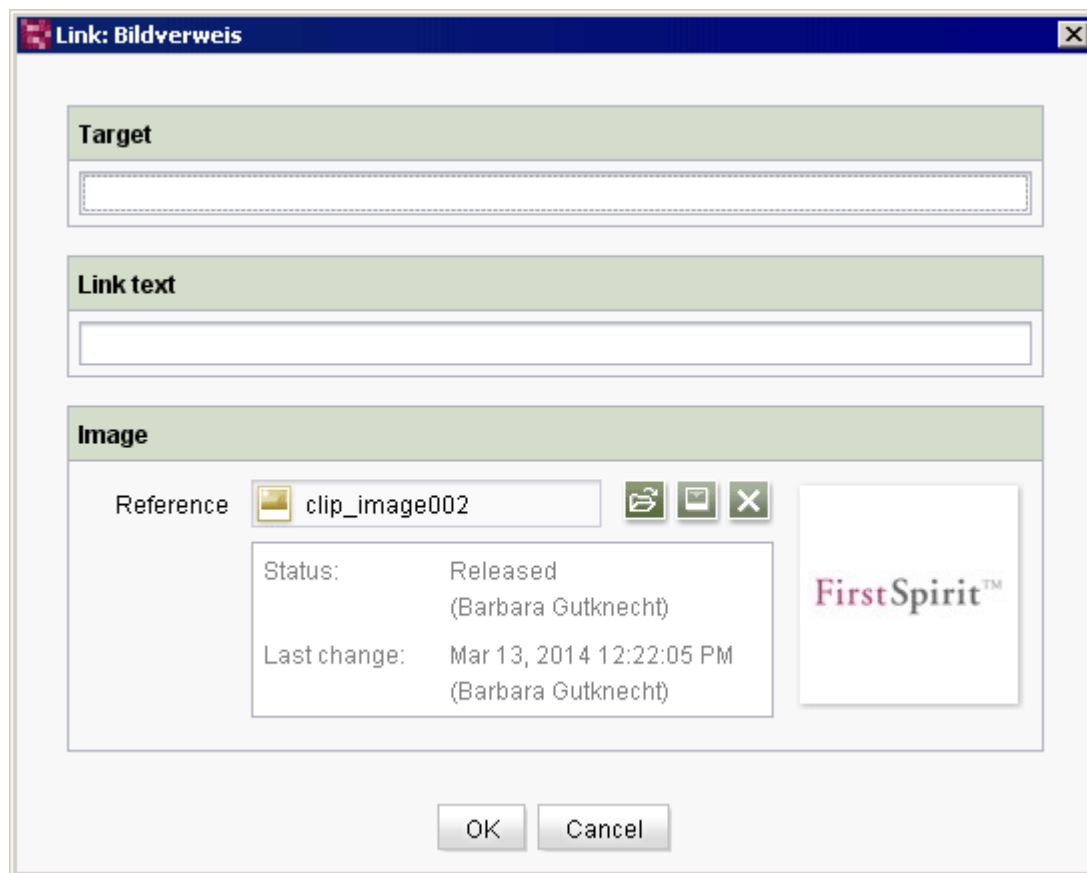 Link: Bildverweis
Target
Link text
Image
Reference clip_image002
Status: Released
(Barbara Gutknecht)
Last change: Mar 13, 2014 12:22:05 PM
(Barbara Gutknecht)
FirstSpirit™
OK Cancel